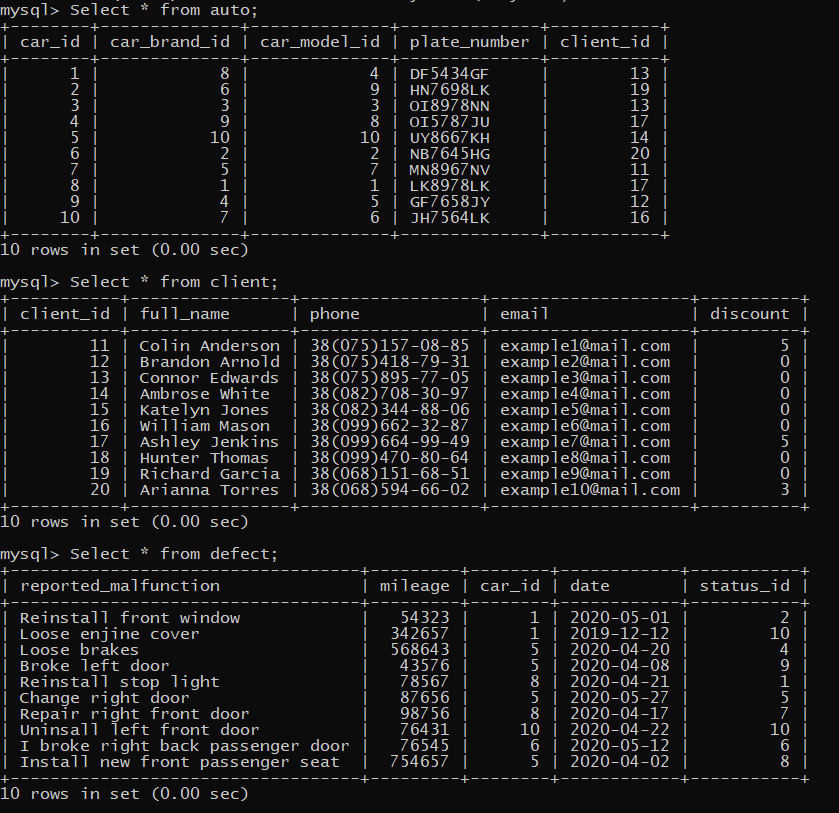 mysql> Select * from auto;
+--------+--------------+--------------+--------------+-----------+
| car_id | car_brand_id | car_model_id | plate_number | client_id |
+--------+--------------+--------------+--------------+-----------+
|      1 |            8 |            4 | DF5434GF     |        13 |
|      2 |            6 |            9 | HN7698LK     |        19 |
|      3 |            3 |            3 | OI8978NN     |        13 |
|      4 |            9 |            8 | OI5787JU     |        17 |
|      5 |           10 |           10 | UY8667KH     |        14 |
|      6 |            2 |            2 | NB7645HG     |        20 |
|      7 |            5 |            7 | MN8967NV     |        11 |
|      8 |            1 |            1 | LK8978LK     |        17 |
|      9 |            4 |            5 | GF7658JY     |        12 |
|     10 |            7 |            6 | JH7564LK     |        16 |
+--------+--------------+--------------+--------------+-----------+
10 rows in set (0.00 sec)
mysql> Select * from client;
+-----------+----------------+------------------+--------------------+----------+
| client_id | full_name      | phone            | email              | discount |
+-----------+----------------+------------------+--------------------+----------+
|        11 | Colin Anderson | 38(075)157-08-85 | example1@mail.com  |        5 |
|        12 | Brandon Arnold | 38(075)418-79-31 | example2@mail.com  |        0 |
|        13 | Connor Edwards | 38(075)895-77-05 | example3@mail.com  |        0 |
|        14 | Ambrose White  | 38(082)708-30-97 | example4@mail.com  |        0 |
|        15 | Katelyn Jones  | 38(082)344-88-06 | example5@mail.com  |        0 |
|        16 | William Mason  | 38(099)662-32-87 | example6@mail.com  |        0 |
|        17 | Ashley Jenkins | 38(099)664-99-49 | example7@mail.com  |        5 |
|        18 | Hunter Thomas  | 38(099)470-80-64 | example8@mail.com  |        0 |
|        19 | Richard Garcia | 38(068)151-68-51 | example9@mail.com  |        0 |
|        20 | Arianna Torres | 38(068)594-66-02 | example10@mail.com |        3 |
+-----------+----------------+------------------+--------------------+----------+
10 rows in set (0.00 sec)
mysql> Select * from defect;
+-----------------------------------+---------+--------+------------+-----------+
| reported_malfunction              | mileage | car_id | date       | status_id |
+-----------------------------------+---------+--------+------------+-----------+
| Reinstall front window            |   54323 |      1 | 2020-05-01 |         2 |
| Loose enjine cover                |  342657 |      1 | 2019-12-12 |        10 |
| Loose brakes                      |  568643 |      5 | 2020-04-20 |         4 |
| Broke left door                   |   43576 |      5 | 2020-04-08 |         9 |
| Reinstall stop light              |   78567 |      8 | 2020-04-21 |         1 |
| Change right door                 |   87656 |      5 | 2020-05-27 |         5 |
| Repair right front door           |   98756 |      8 | 2020-04-17 |         7 |
| Uninsall left front door          |   76431 |     10 | 2020-04-22 |        10 |
| I broke right back passenger door |   76545 |      6 | 2020-05-12 |         6 |
| Install new front passenger seat  |  754657 |      5 | 2020-04-02 |         8 |
+-----------------------------------+---------+--------+------------+-----------+
10 rows in set (0.00 sec)